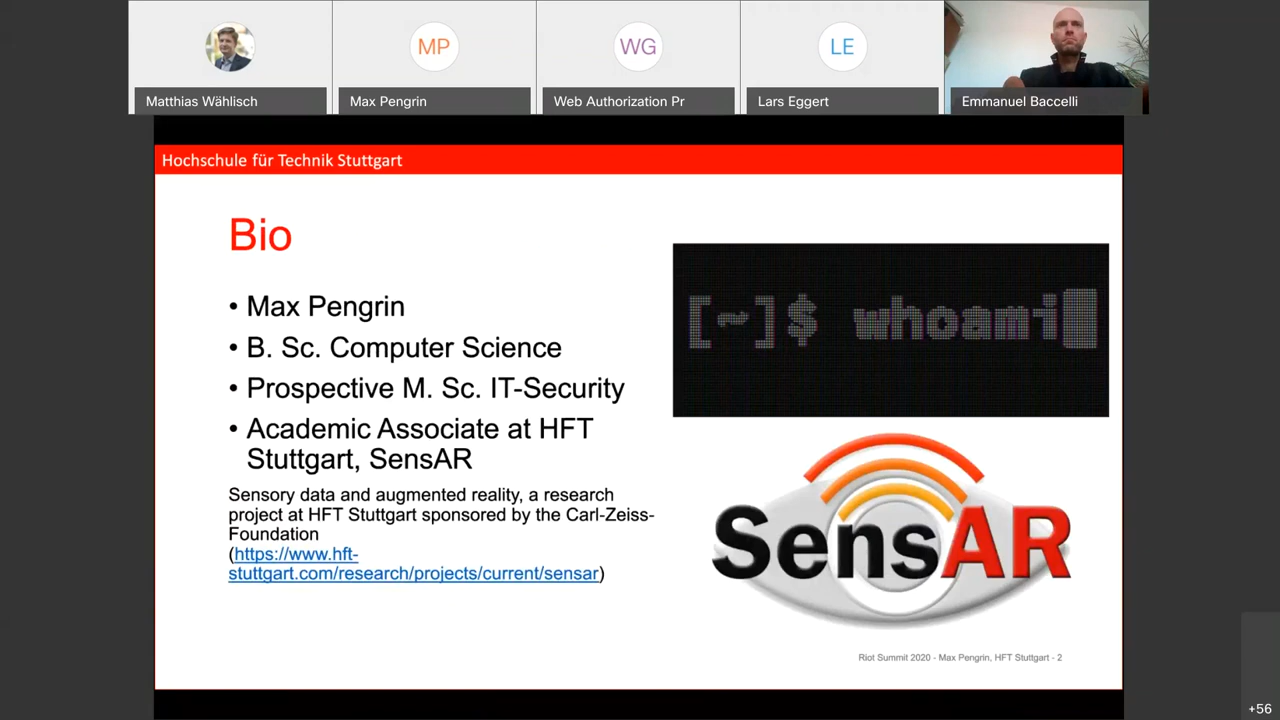 MP
WG
LE
Matthias Wählisch
Max Pengrin
Web Authorization Pr
Lars Eggert
Emmanuel Baccelli
Hochschule für Technik Stuttgart
Bio
• Max Pengrin
• B. Sc. Computer Science
• Prospective M. Sc. IT-Security
• Academic Associate at HFT
Stuttgart, SensAR
Sensory data and augmented reality, a research
project at HFT Stuttgart sponsored by the Carl-Zeiss-
Foundation
(https://www.hft-
stuttgart.com/research/projects/current/sensar)
[~]$ whoami
SensAR
Riot Summit 2020 - Max Pengrin, HFT Stuttgart - 2
+56